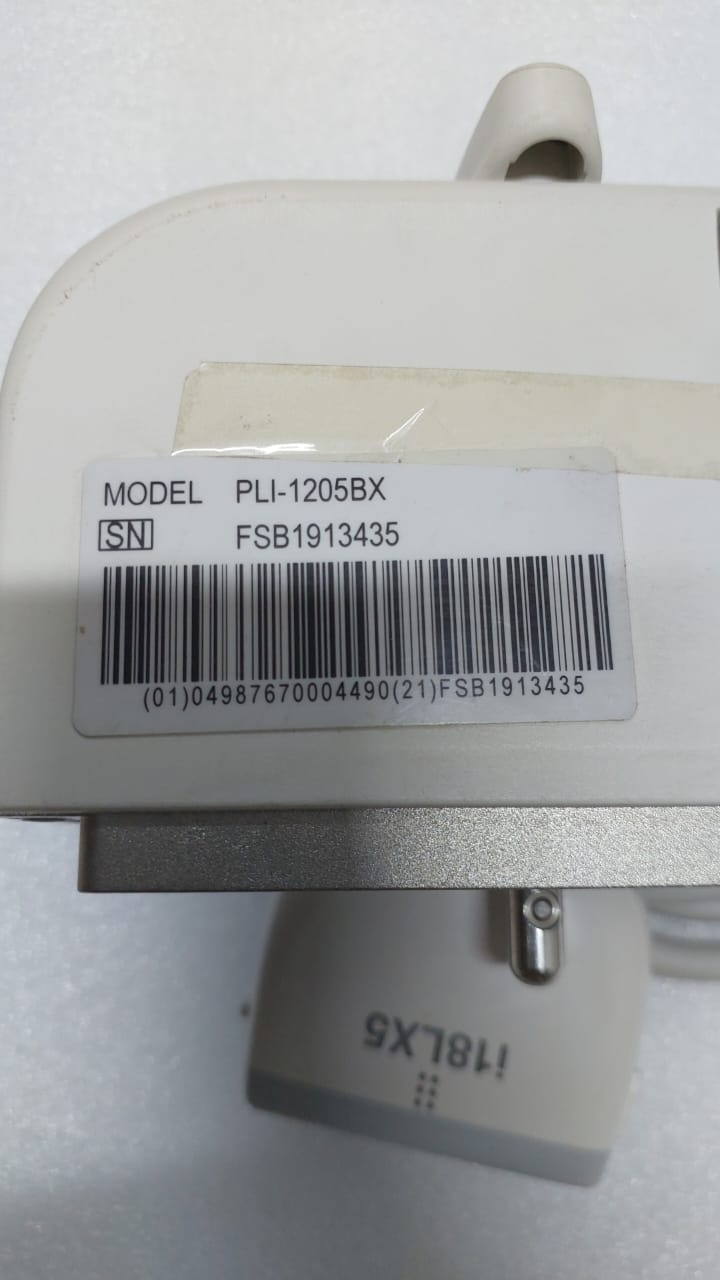 MODEL PLI-1205BX
SN FSB1913435
(01)04987670004490(21)FSB1913435
i18LX5